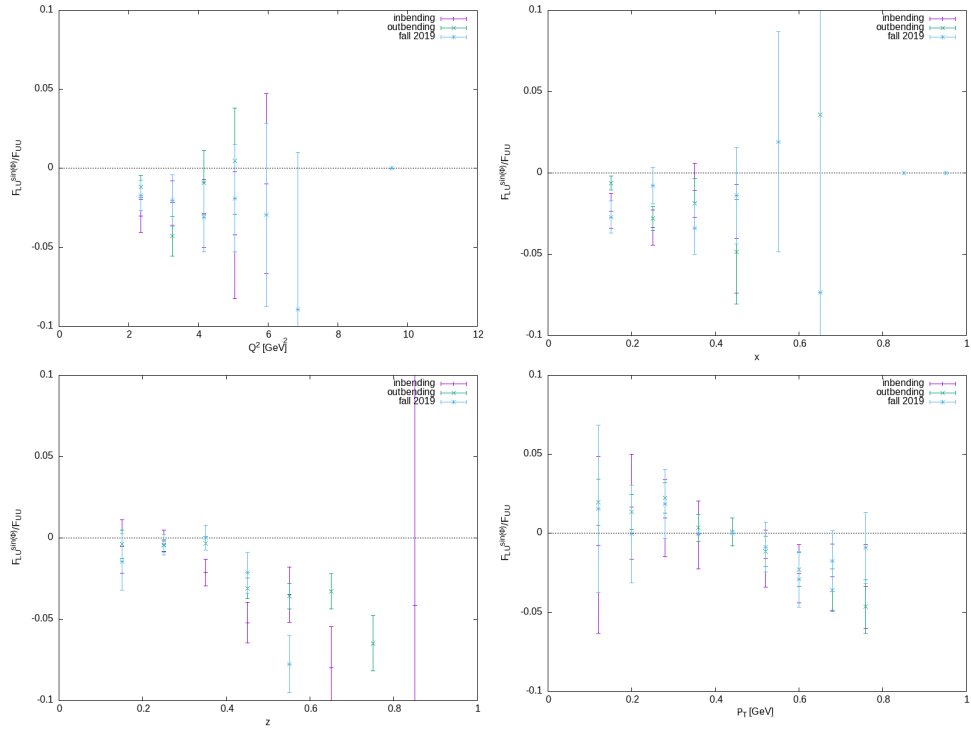 0.1
0.05
0
-0.05
-0.1
0 2 4 6 8 10 12
F_LU^sin(Φ)/F_UU
Q² [GeV]²
inbending
outbending
fall 2019
0.1
0.05
0
-0.05
-0.1
0 0.2 0.4 0.6 0.8 1
F_LU^sin(Φ)/F_UU
x
inbending
outbending
fall 2019
0.1
0.05
0
-0.05
-0.1
0 0.2 0.4 0.6 0.8 1
F_LU^sin(Φ)/F_UU
z
inbending
outbending
fall 2019
0.1
0.05
0
-0.05
-0.1
0 0.2 0.4 0.6 0.8 1
F_LU^sin(Φ)/F_UU
P_T [GeV]
inbending
outbending
fall 2019